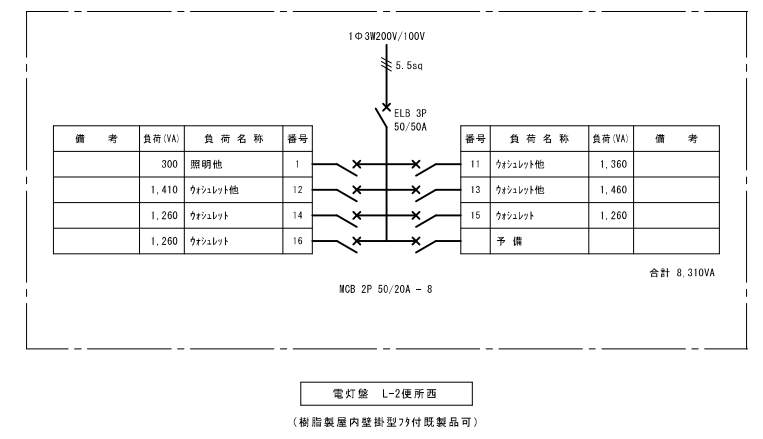 1Φ3W200V/100V
5.5sq
ELB 3P
50/50A
備 考 負荷(VA) 負 荷 名 称 番号
300 照明他 1
1,410 ウォシュレット他 12
1,260 ウォシュレット 14
1,260 ウォシュレット 16
番号 負 荷 名 称 負荷(VA) 備 考
11 ウォシュレット他 1,360
13 ウォシュレット他 1,460
15 ウォシュレット 1,260
予 備
合計 8,310VA
MCB 2P 50/20A - 8
電灯盤 L-2便所西
(樹脂製屋内壁掛型フタ付既製品可)